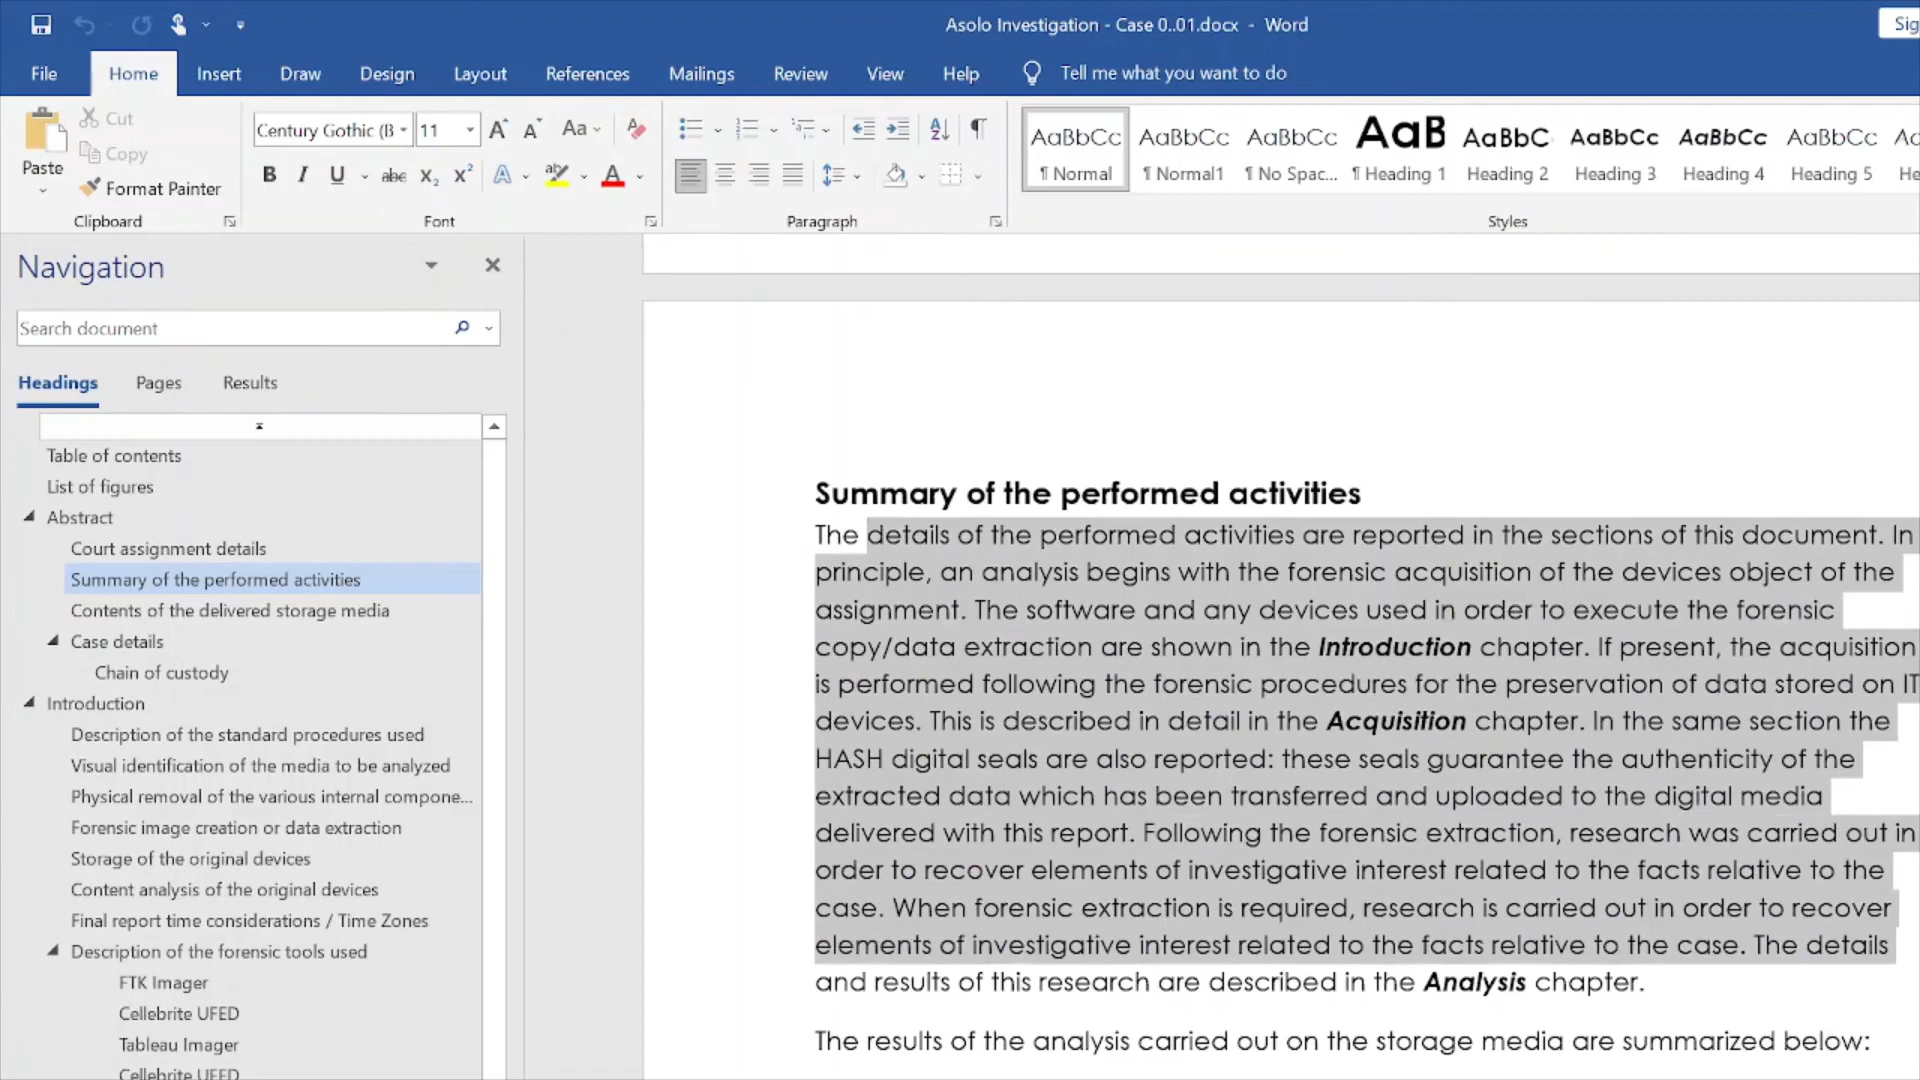 Asolo Investigation - Case 0..01.docx - Word
Sig
File Home Insert Draw Design Layout References Mailings Review View Help Tell me what you want to do
Paste
Cut
Copy
Format Painter
Clipboard
Century Gothic (B 11
Aa
B I U abc X₂ X² A ab A
Font
Paragraph
AaBbCc AaBbCc AaBbCc AaB AaBbC AaBbCc AaBbCc AaBbCc
¶ Normal ¶ Normal1 ¶ No Spac... ¶ Heading 1 Heading 2 Heading 3 Heading 4 Heading 5 He
Styles
Navigation
Search document
Headings Pages Results
Table of contents
List of figures
Abstract
Court assignment details
Summary of the performed activities
Contents of the delivered storage media
Case details
Chain of custody
Introduction
Description of the standard procedures used
Visual identification of the media to be analyzed
Physical removal of the various internal compone...
Forensic image creation or data extraction
Storage of the original devices
Content analysis of the original devices
Final report time considerations / Time Zones
Description of the forensic tools used
FTK Imager
Cellebrite UFED
Tableau Imager
Cellebrite UFED
Summary of the performed activities
The details of the performed activities are reported in the sections of this document. In
principle, an analysis begins with the forensic acquisition of the devices object of the
assignment. The software and any devices used in order to execute the forensic
copy/data extraction are shown in the Introduction chapter. If present, the acquisition
is performed following the forensic procedures for the preservation of data stored on IT
devices. This is described in detail in the Acquisition chapter. In the same section the
HASH digital seals are also reported: these seals guarantee the authenticity of the
extracted data which has been transferred and uploaded to the digital media
delivered with this report. Following the forensic extraction, research was carried out in
order to recover elements of investigative interest related to the facts relative to the
case. When forensic extraction is required, research is carried out in order to recover
elements of investigative interest related to the facts relative to the case. The details
and results of this research are described in the Analysis chapter.
The results of the analysis carried out on the storage media are summarized below: